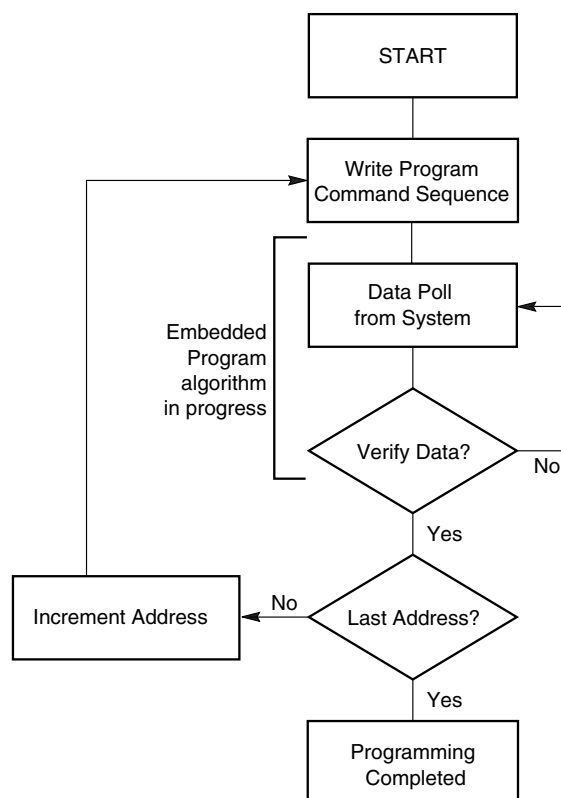 START
Write Program
Command Sequence
Data Poll
from System
Embedded
Program
algorithm
in progress
Verify Data?
No
Yes
Last Address?
No
Increment Address
Yes
Programming
Completed